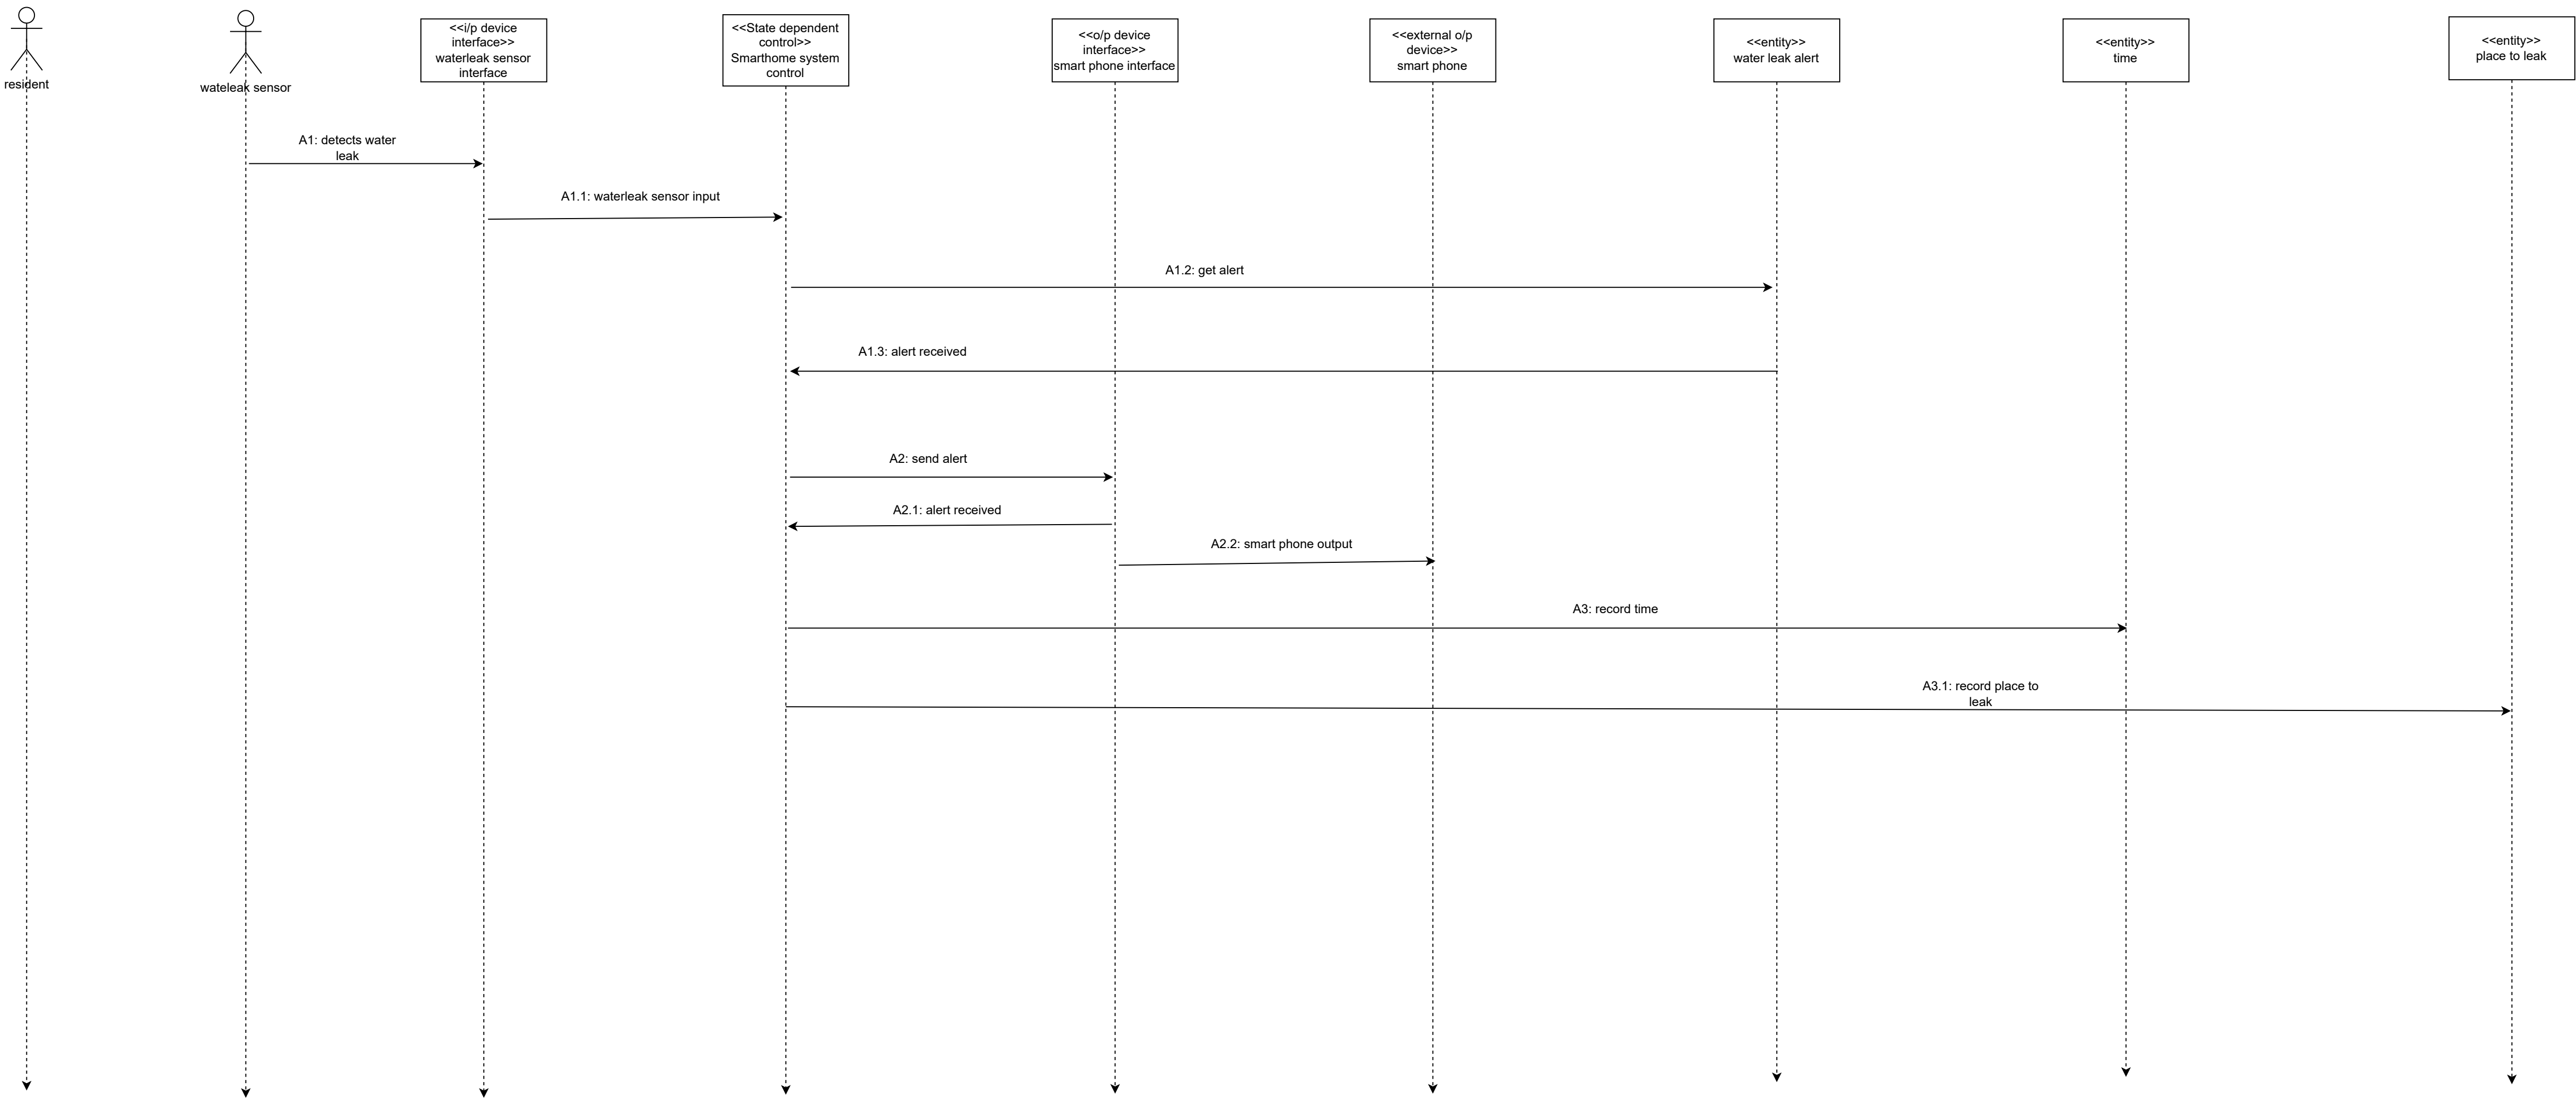 resident
wateleak sensor
<<i/p device
interface>>
waterleak sensor
interface
<<State dependent
control>>
Smarthome system
control
<<o/p device
interface>>
smart phone interface
<<external o/p
device>>
smart phone
<<entity>>
water leak alert
<<entity>>
time
<<entity>>
place to leak
A1: detects water
leak
A1.1: waterleak sensor input
A1.2: get alert
A1.3: alert received
A2: send alert
A2.1: alert received
A2.2: smart phone output
A3: record time
A3.1: record place to
leak